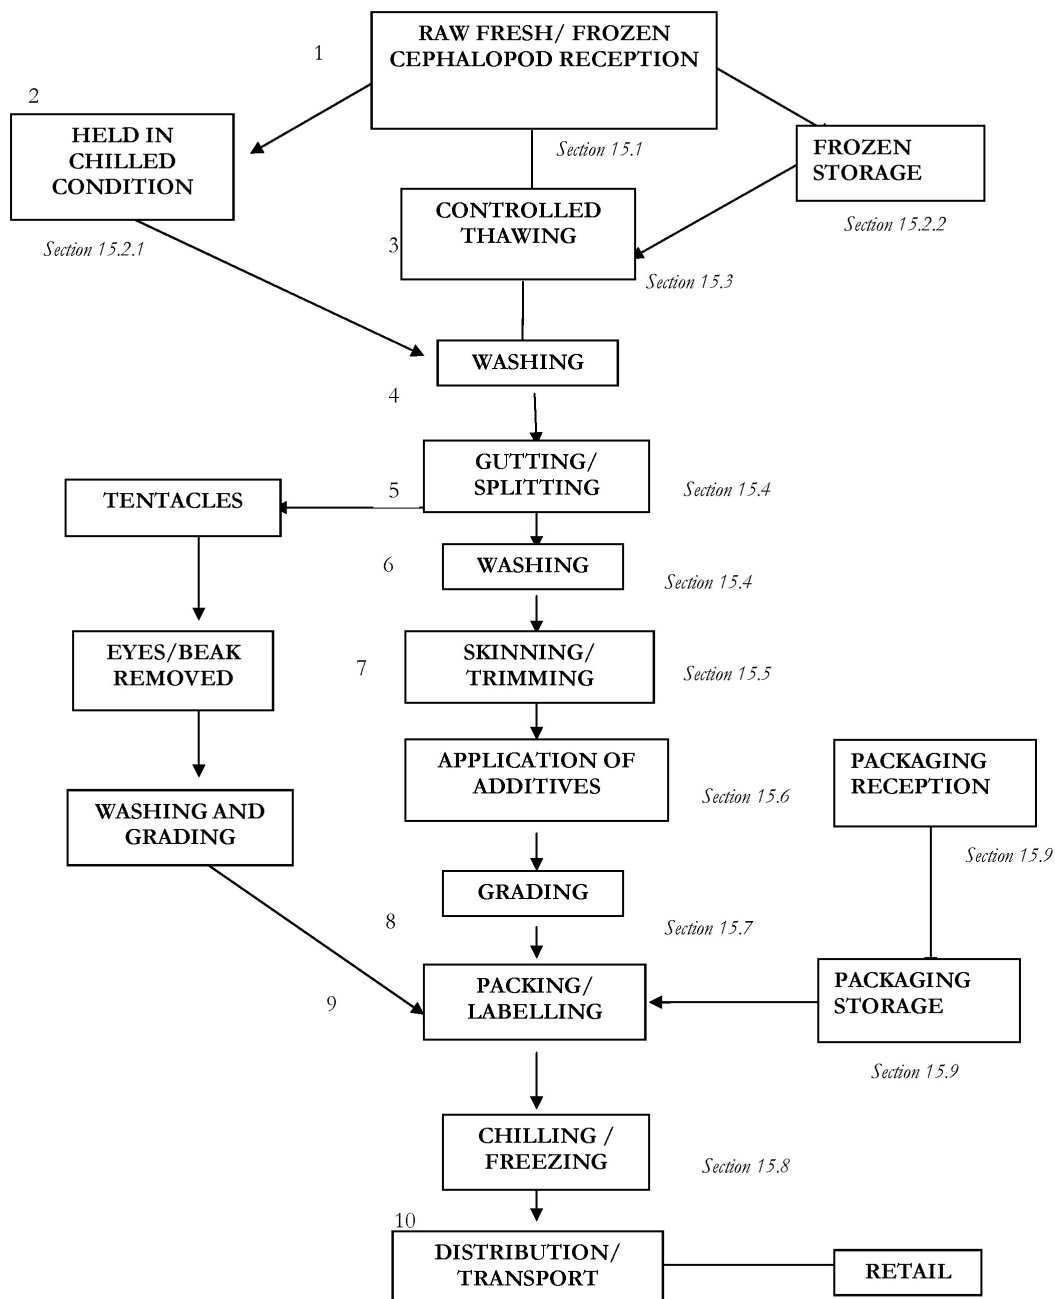 1
RAW FRESH/ FROZEN
CEPHALOPOD RECEPTION
2
HELD IN
CHILLED
CONDITION
Section 15.1
FROZEN
STORAGE
Section 15.2.1
Section 15.2.2
3
CONTROLLED
THAWING
Section 15.3
WASHING
4
GUTTING/
SPLITTING
5
Section 15.4
TENTACLES
6
WASHING
Section 15.4
EYES/BEAK
REMOVED
7
SKINNING/
TRIMMING
Section 15.5
APPLICATION OF
ADDITIVES
Section 15.6
PACKAGING
RECEPTION
Section 15.9
WASHING AND
GRADING
GRADING
8
Section 15.7
9
PACKING/
LABELLING
PACKAGING
STORAGE
Section 15.9
CHILLING /
FREEZING
Section 15.8
10
DISTRIBUTION/
TRANSPORT
RETAIL